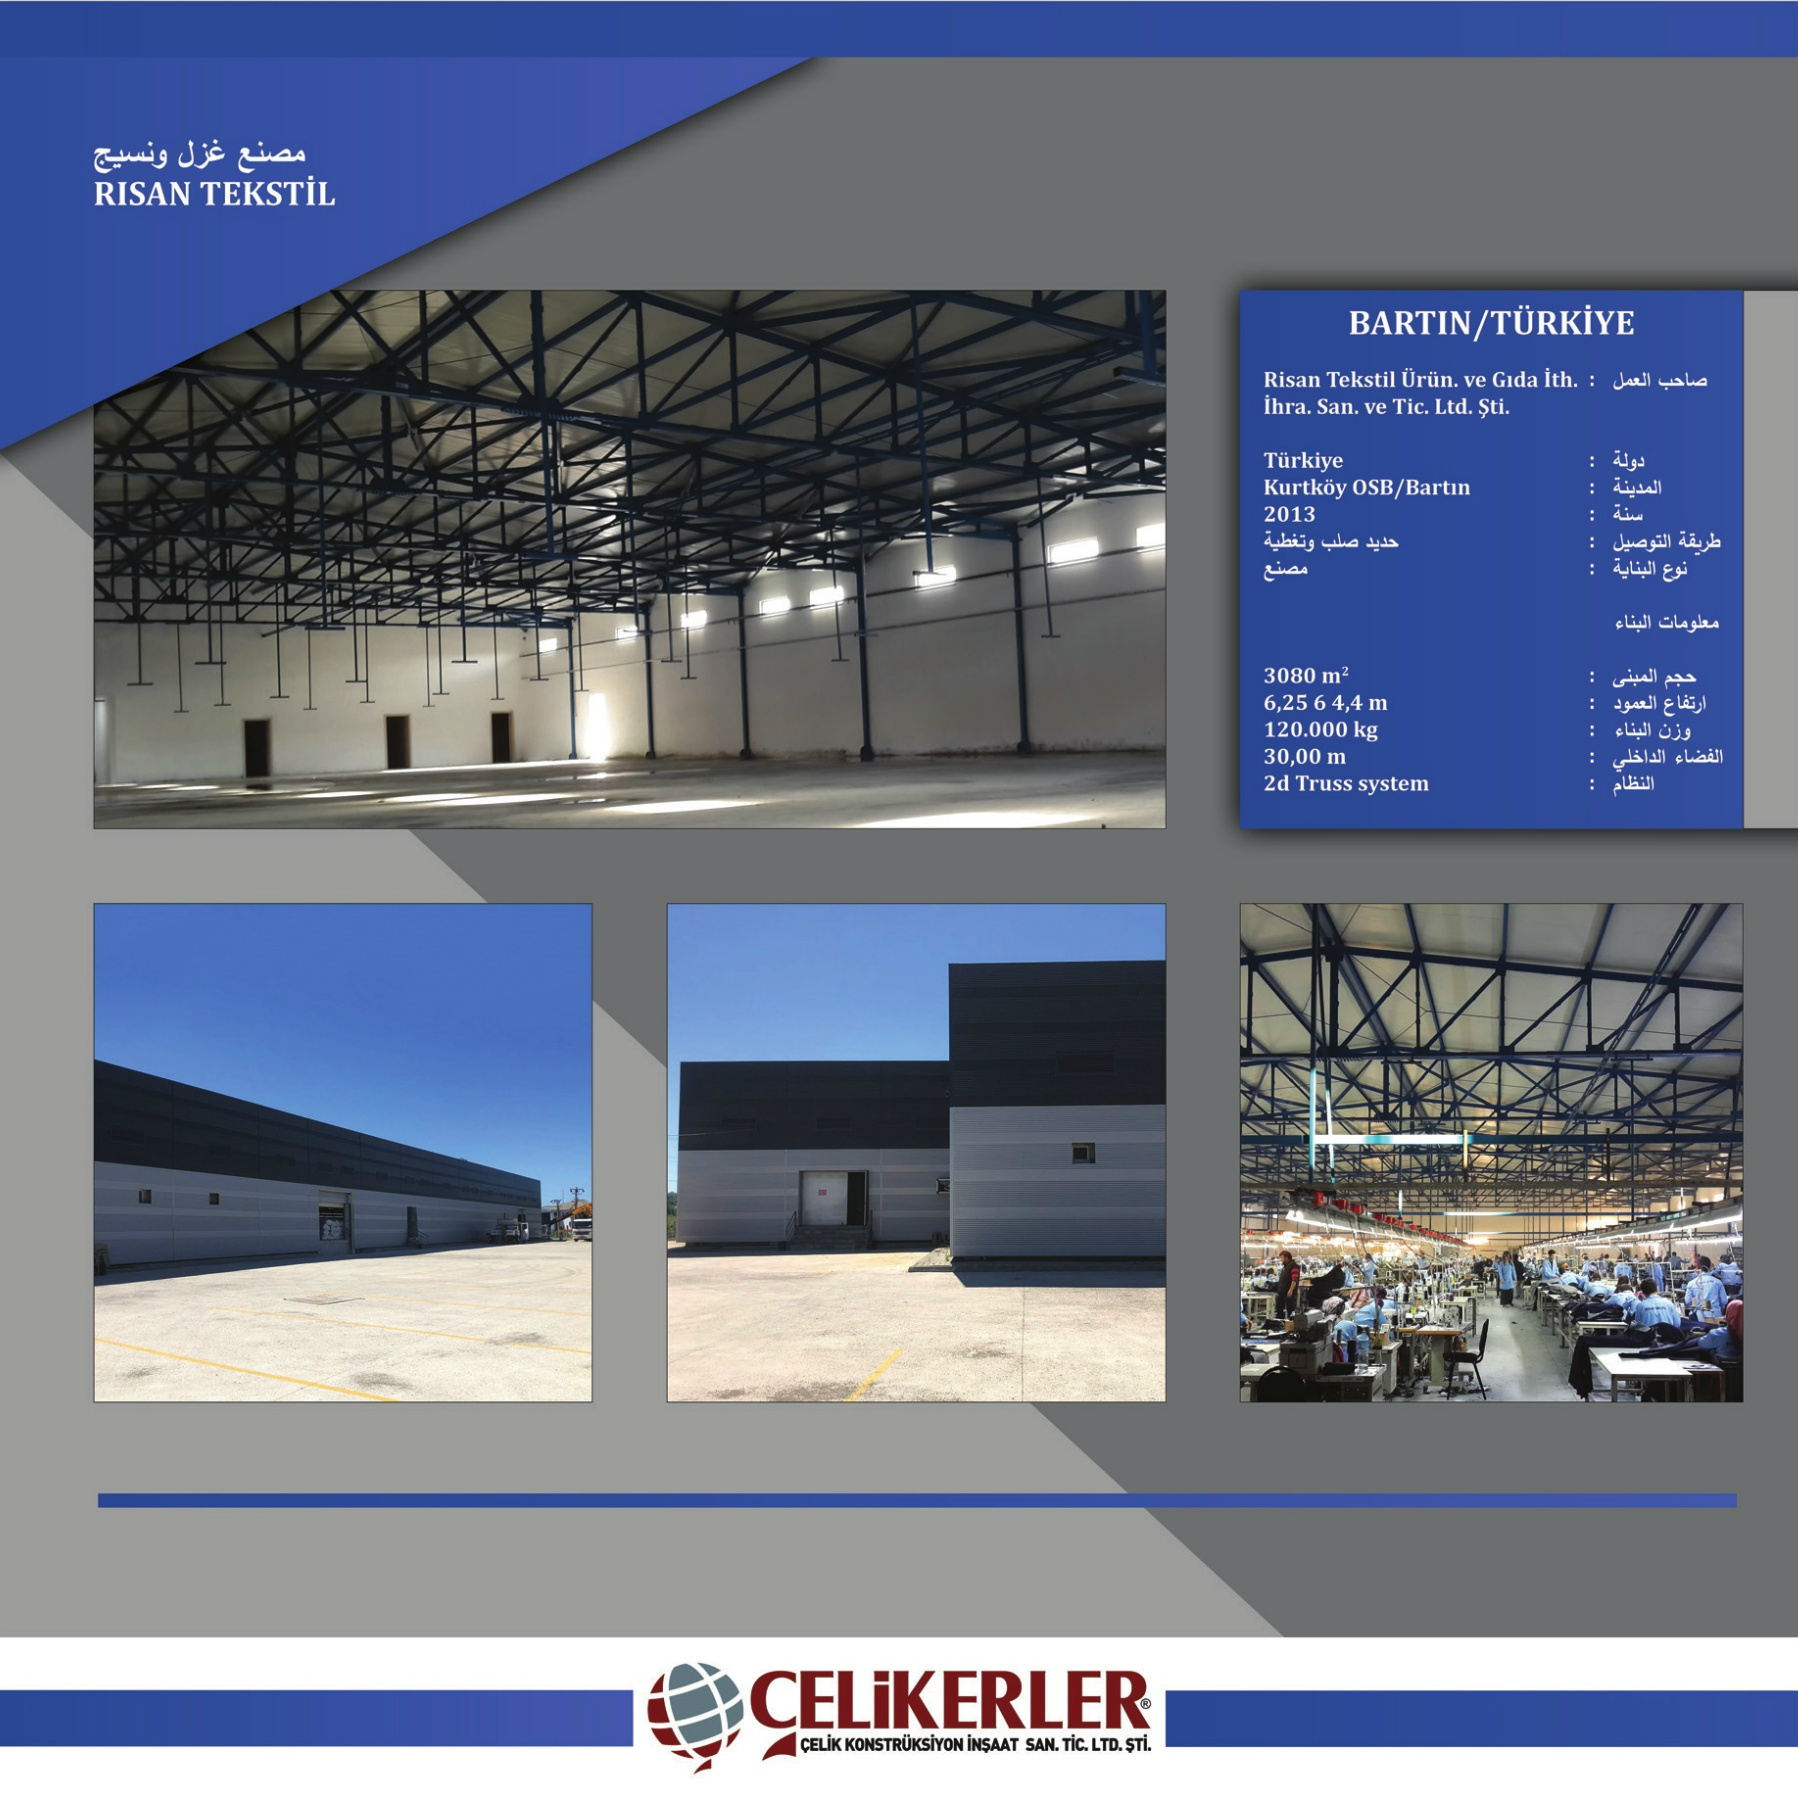 مصنع غزل ونسيج
RISAN TEKSTİL
BARTIN/TÜRKİYE
Risan Tekstil Ürün. ve Gıda İth. : صاحب العمل
İhra. San. ve Tic. Ltd. Şti.
Türkiye : دولة
Kurtköy OSB/Bartın : المدينة
2013 : سنة
حديد صلب وتغطية : طريقة التوصيل
مصنع : نوع البناية
معلومات البناء
3080 m² : حجم المبنى
6,25 6 4,4 m : ارتفاع العمود
120.000 kg : وزن البناء
30,00 m : الفضاء الداخلي
2d Truss system : النظام
ÇELiKERLER®
ÇELİK KONSTRÜKSİYON İNŞAAT SAN. TİC. LTD. ŞTİ.